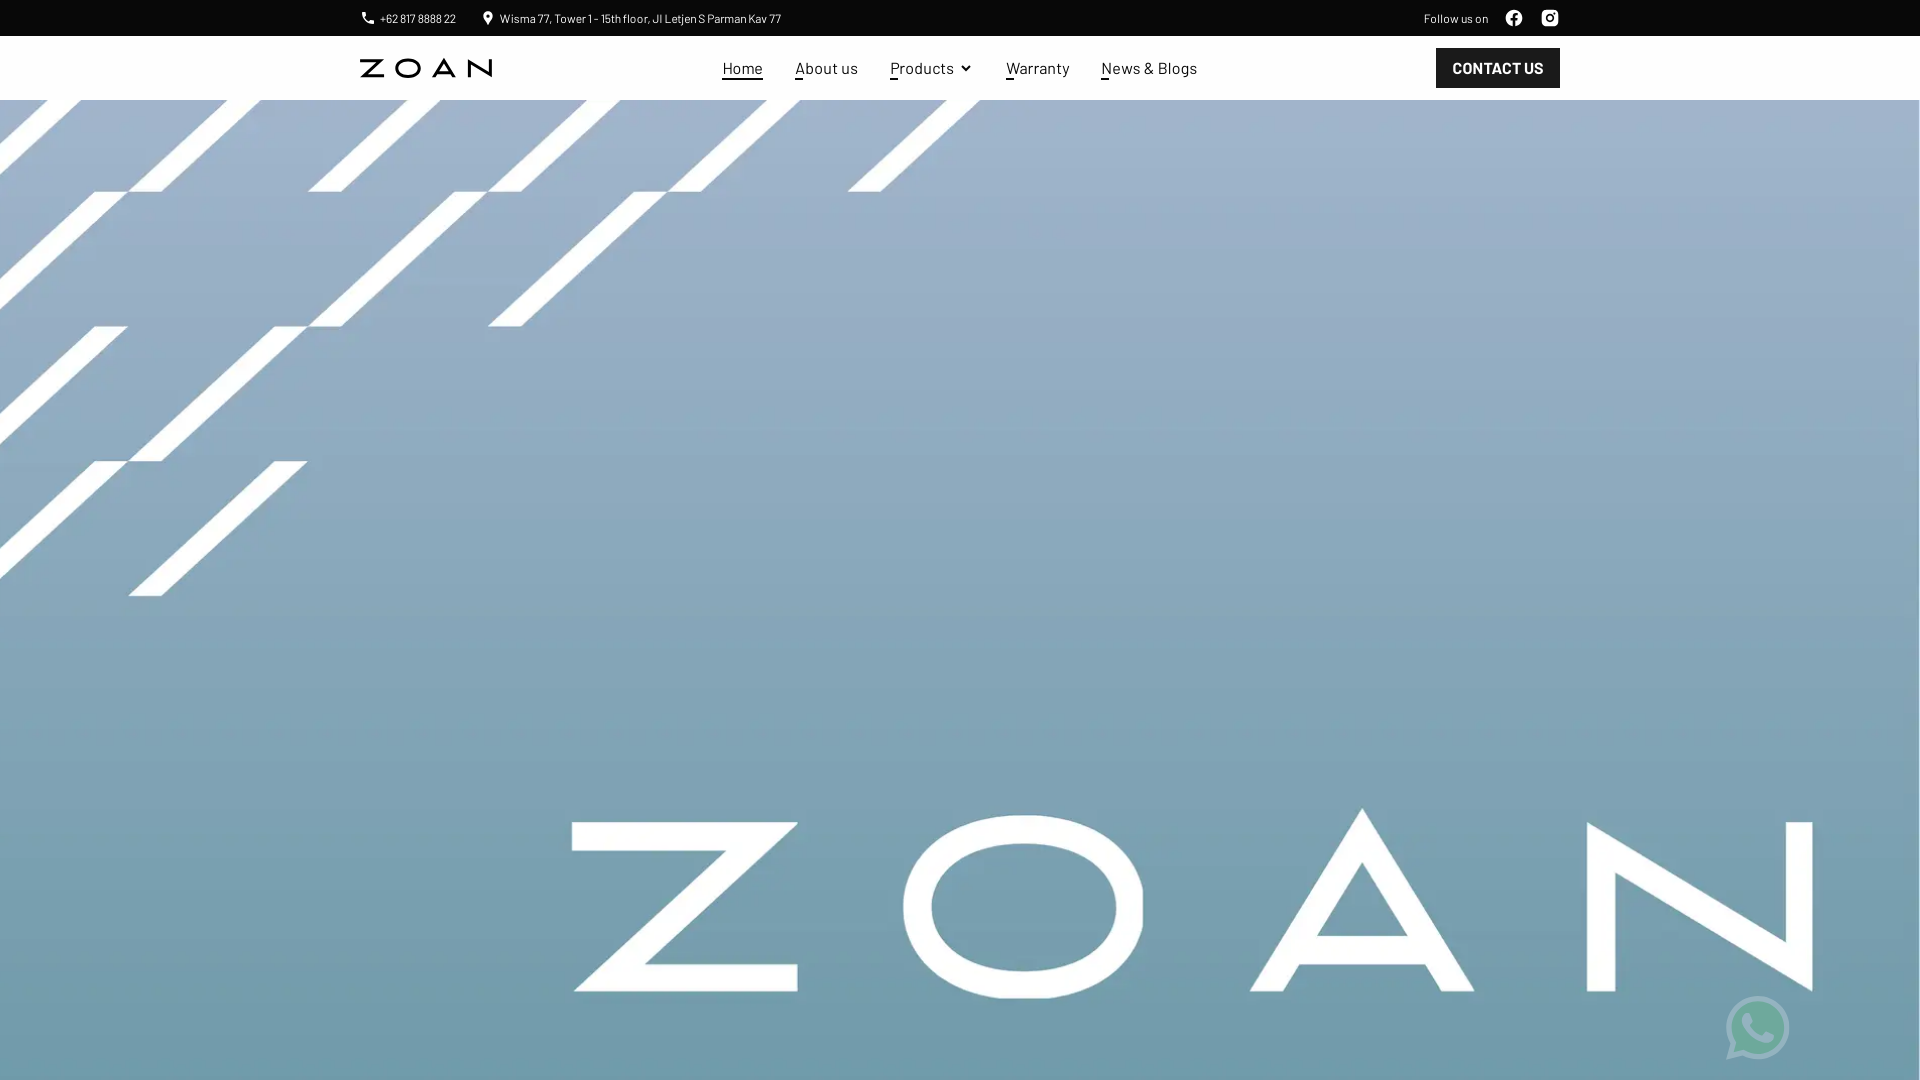 +62 817 8888 22
Wisma 77, Tower 1 - 15th floor, Jl Letjen S Parman Kav 77
Follow us on
ZOAN
Home
About us
Products
Warranty
News & Blogs
CONTACT US
ZOAN